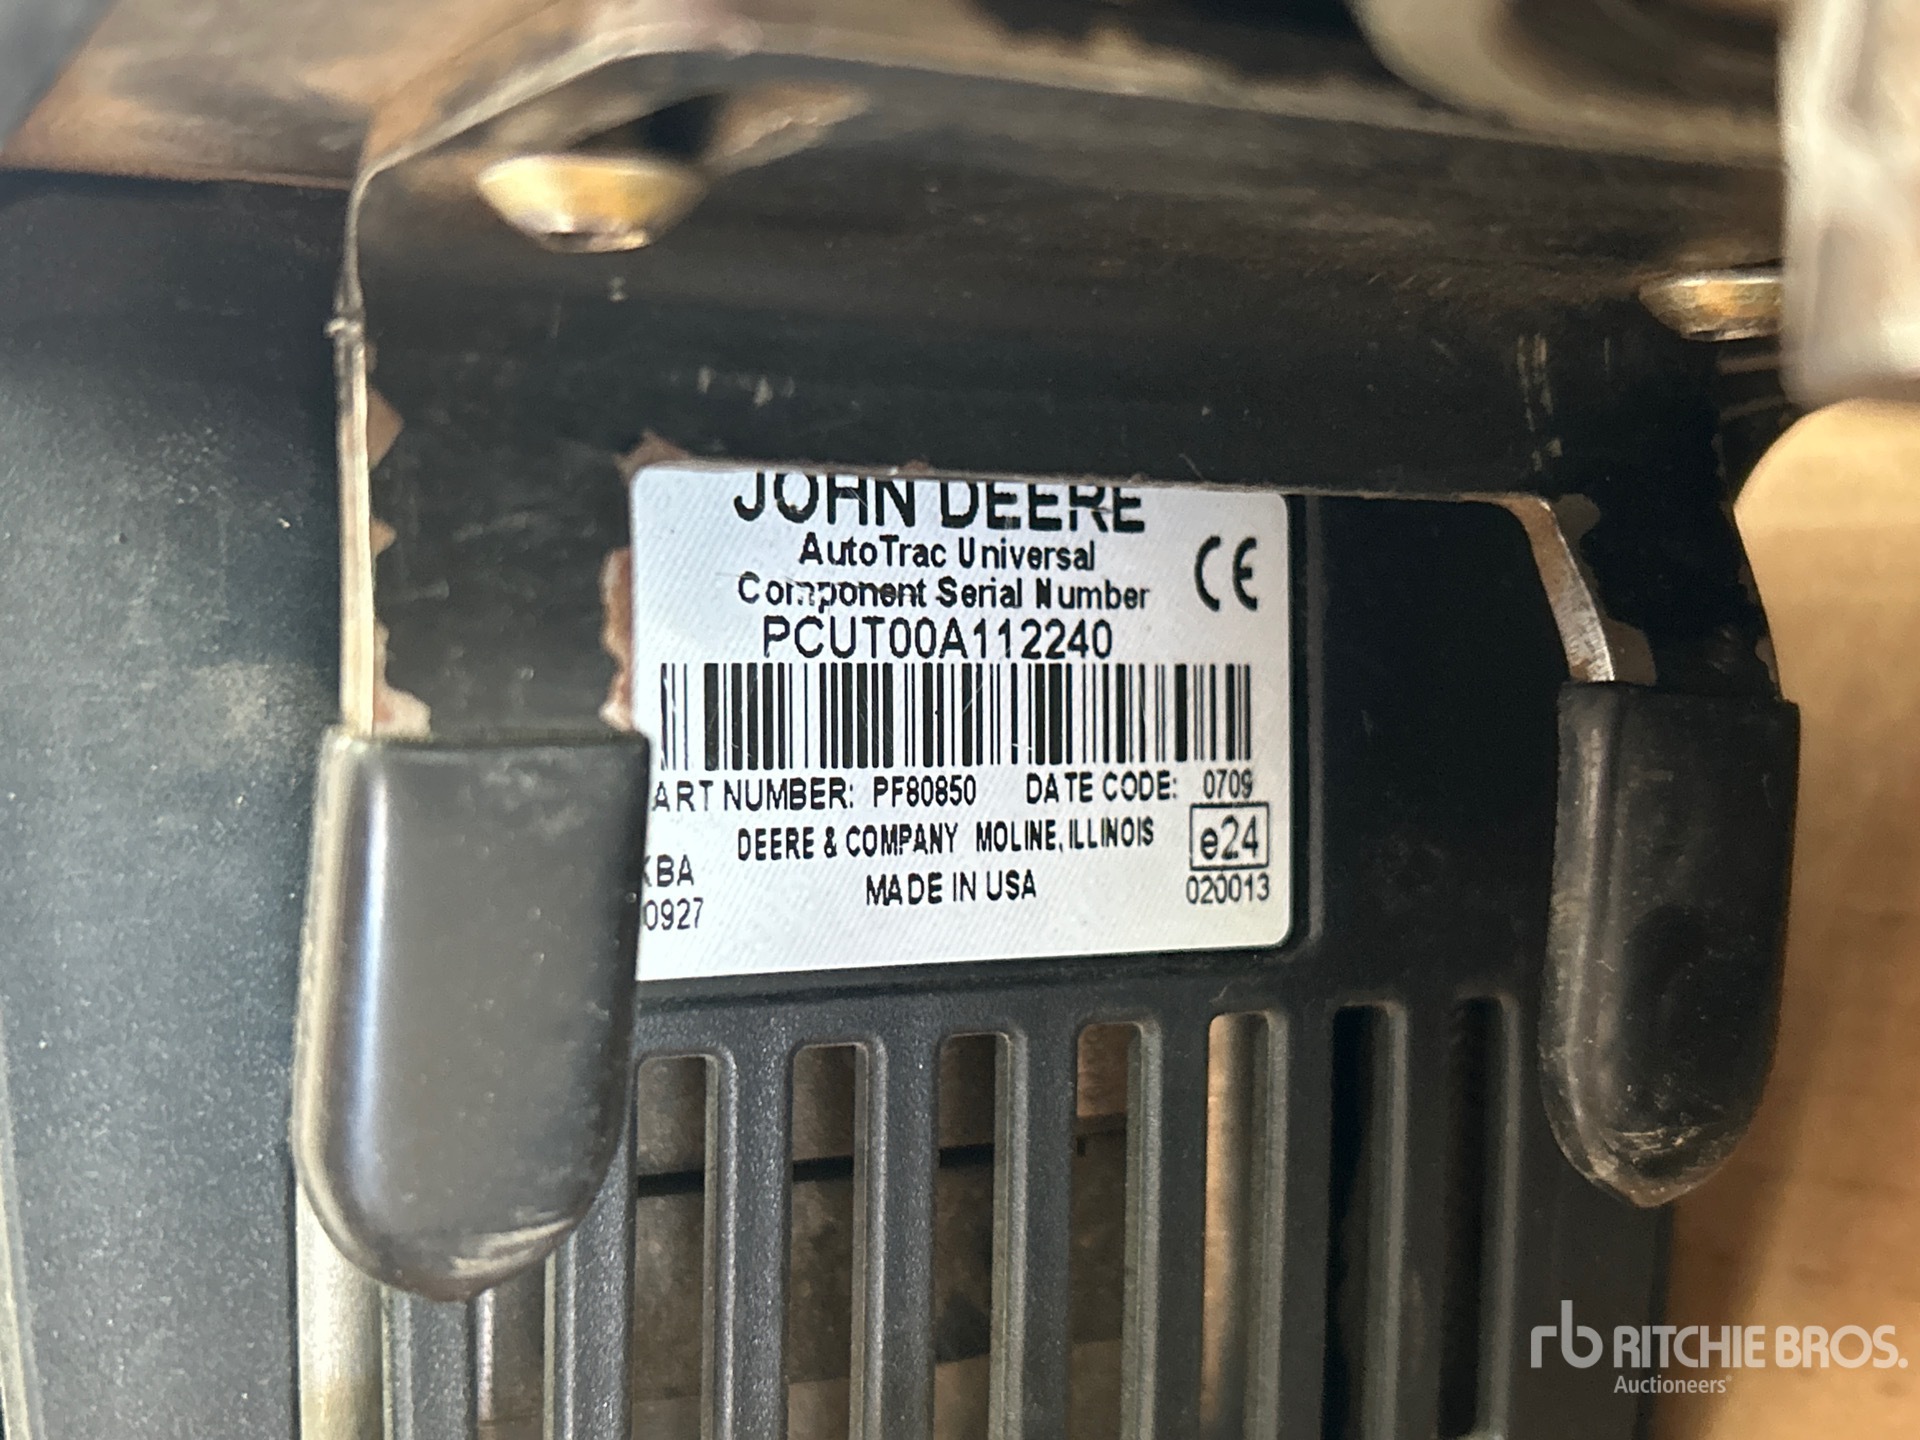 JOHN DEERE
AutoTrac Universal
Component Serial Number
CE
PCUT00A112240
ART NUMBER: PF80850 DATE CODE: 0709
DEERE & COMPANY MOLINE, ILLINOIS
e24
KBA
MADE IN USA
020013
0927
rb RITCHIE BROS.
Auctioneers